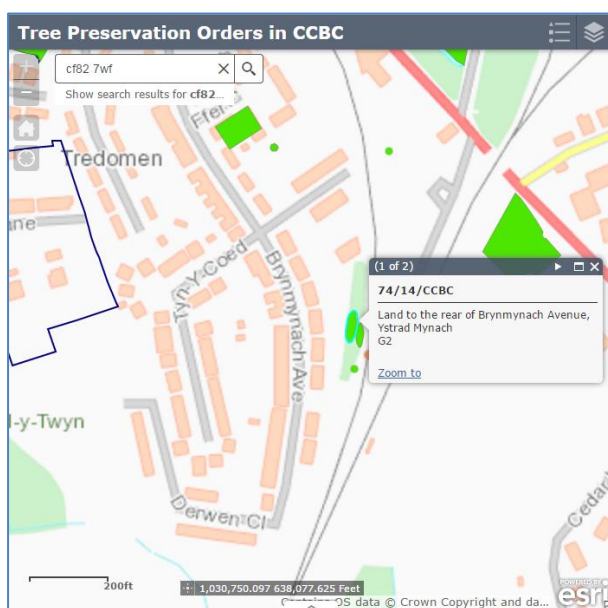 Tree Preservation Orders in CCBC
cf82 7wf
Show search results for cf82...
Tredomen
Tyn-Y-Coed
Brynmynach Ave
(1 of 2)
74/14/CCBC
Land to the rear of Brynmynach Avenue,
Ystrad Mynach
G2
Zoom to
l-y-Twyn
Derwen Cl
Cedar
200ft
1,030,750.097 638,077.625 Feet
OS data © Crown Copyright and da...
POWERED BY
esri